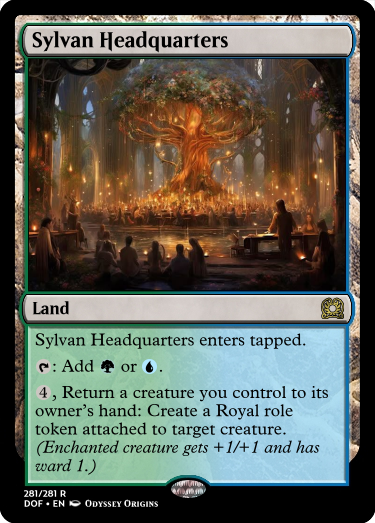 Sylvan Headquarters
Land
Sylvan Headquarters enters tapped.
: Add or .
4, Return a creature you control to its
owner's hand: Create a Royal role
token attached to target creature.
(Enchanted creature gets +1/+1 and has
ward 1.)
281/281 R
DOF • EN Odyssey Origins